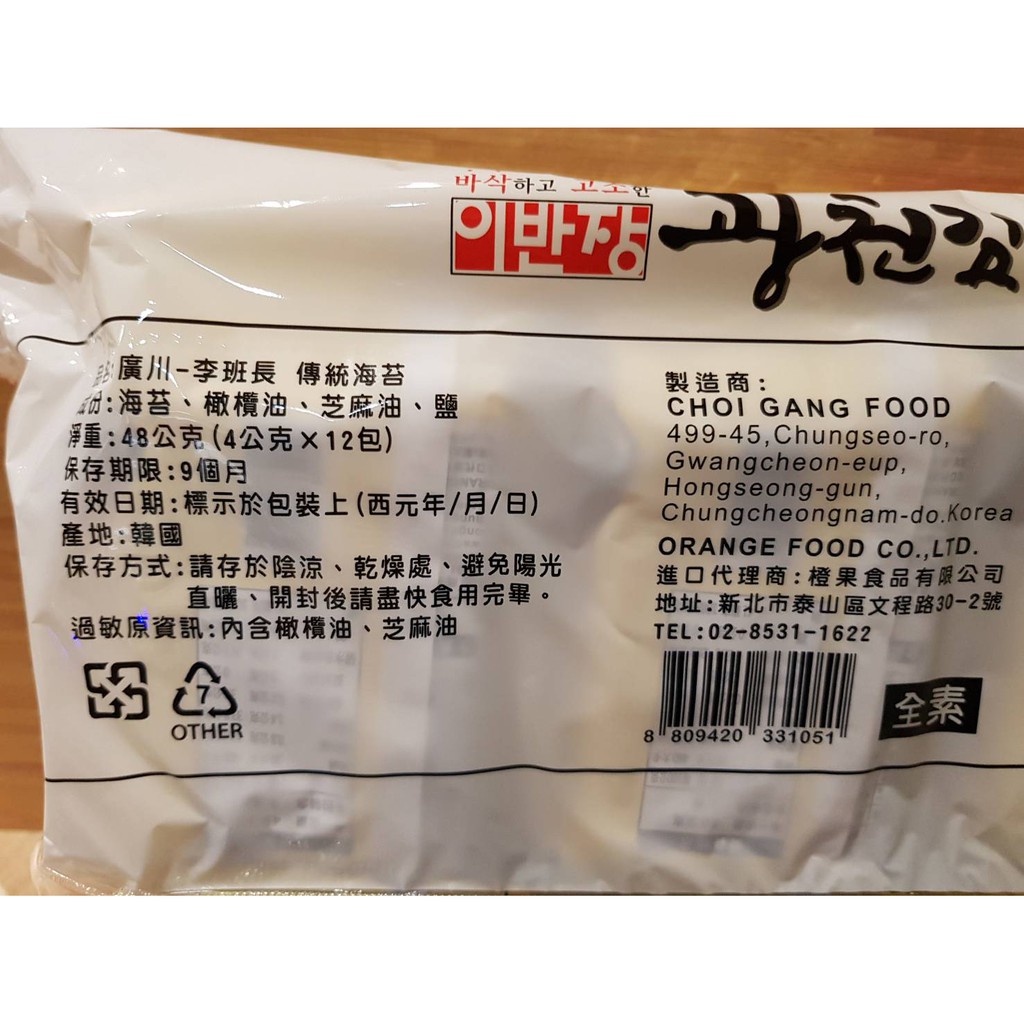 바삭하고 고소한
이반장 광천김
品名:廣川-李班長 傳統海苔
成份:海苔、橄欖油、芝麻油、鹽
淨重:48公克(4公克×12包)
保存期限:9個月
有效日期:標示於包裝上(西元年/月/日)
產地:韓國
保存方式:請存於陰涼、乾燥處、避免陽光
直曬、開封後請盡快食用完畢。
過敏原資訊:內含橄欖油、芝麻油
7
OTHER
製造商:
CHOI GANG FOOD
499-45,Chungseo-ro,
Gwangcheon-eup,
Hongseong-gun,
Chungcheongnam-do.Korea
ORANGE FOOD CO.,LTD.
進口代理商:橙果食品有限公司
地址:新北市泰山區文程路30-2號
TEL:02-8531-1622
8 809420 331051
全素